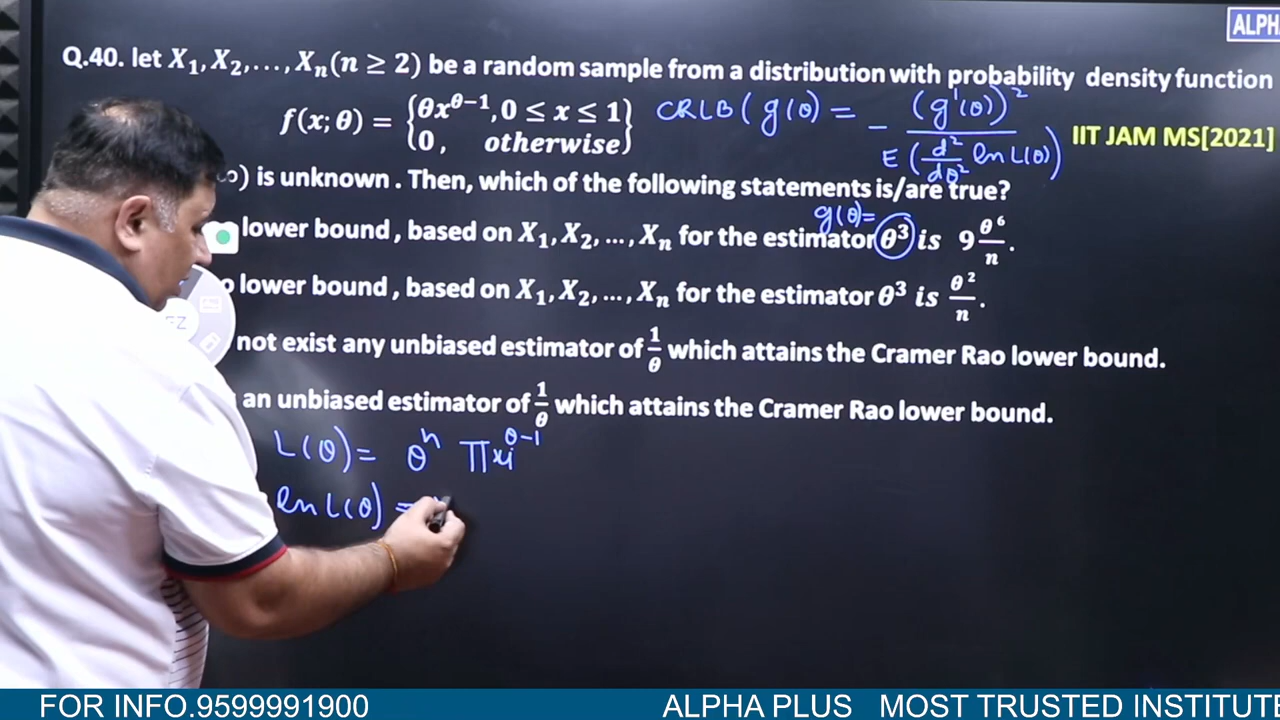 ALPH
Q.40. let X₁, X₂, ..., Xₙ(n ≥ 2) be a random sample from a distribution with probability density function
f(x; θ) = {θx^{θ−1}, 0 ≤ x ≤ 1
0, otherwise}
CRLB (g(θ) = − (g'(θ))² / E (d²/dθ² ln L(θ))
IIT JAM MS[2021]
∞) is unknown. Then, which of the following statements is/are true?
g(θ)=
lower bound, based on X₁, X₂, ..., Xₙ for the estimator θ³ is 9 θ⁶/n.
o lower bound, based on X₁, X₂, ..., Xₙ for the estimator θ³ is θ²/n.
not exist any unbiased estimator of 1/θ which attains the Cramer Rao lower bound.
an unbiased estimator of 1/θ which attains the Cramer Rao lower bound.
L(θ) = θⁿ ∏xi^{θ−1}
ln L(θ) =
FOR INFO.9599991900 ALPHA PLUS MOST TRUSTED INSTITUTE